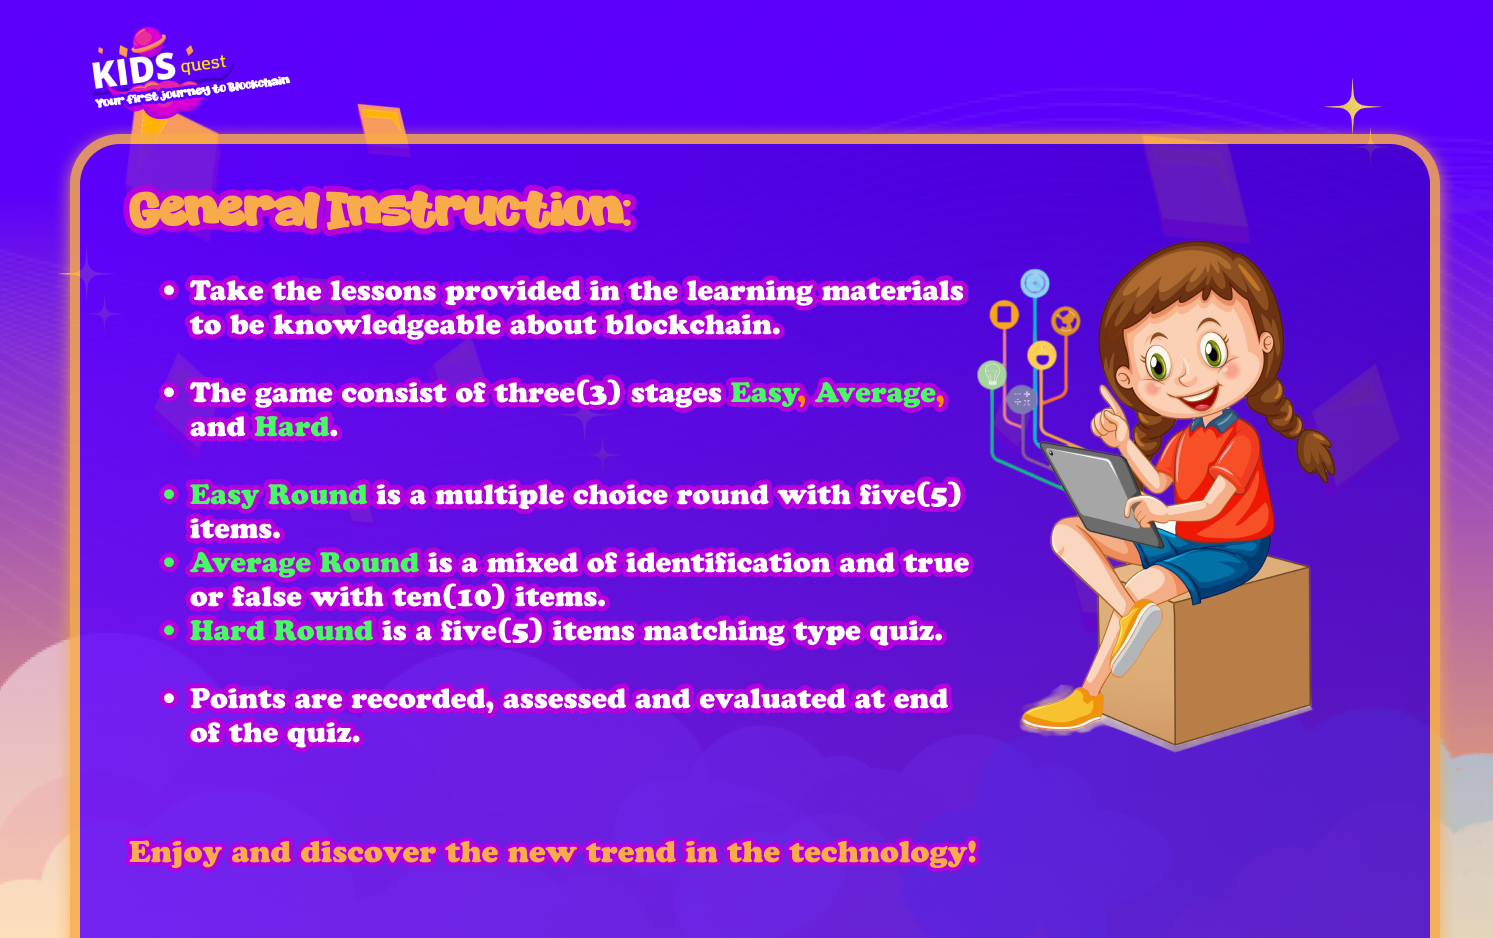 KIDS quest
Your first journey to Blockchain
General Instruction:
• Take the lessons provided in the learning materials
to be knowledgeable about blockchain.
• The game consist of three(3) stages Easy, Average,
and Hard.
• Easy Round is a multiple choice round with five(5)
items.
• Average Round is a mixed of identification and true
or false with ten(10) items.
• Hard Round is a five(5) items matching type quiz.
• Points are recorded, assessed and evaluated at end
of the quiz.
Enjoy and discover the new trend in the technology!